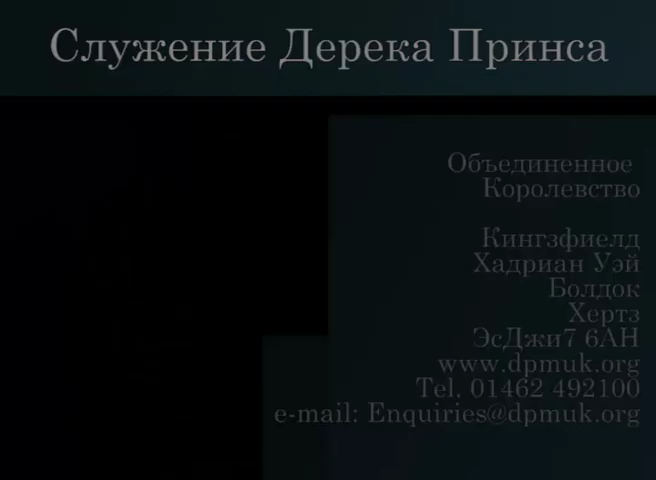 Служение Дерека Принса
Объединенное
Королевство
Кингзфиелд
Хадриан Уэй
Болдок
Хертз
ЭсДжи7 6АН
www.dpmuk.org
Tel. 01462 492100
e-mail: Enquiries@dpmuk.org